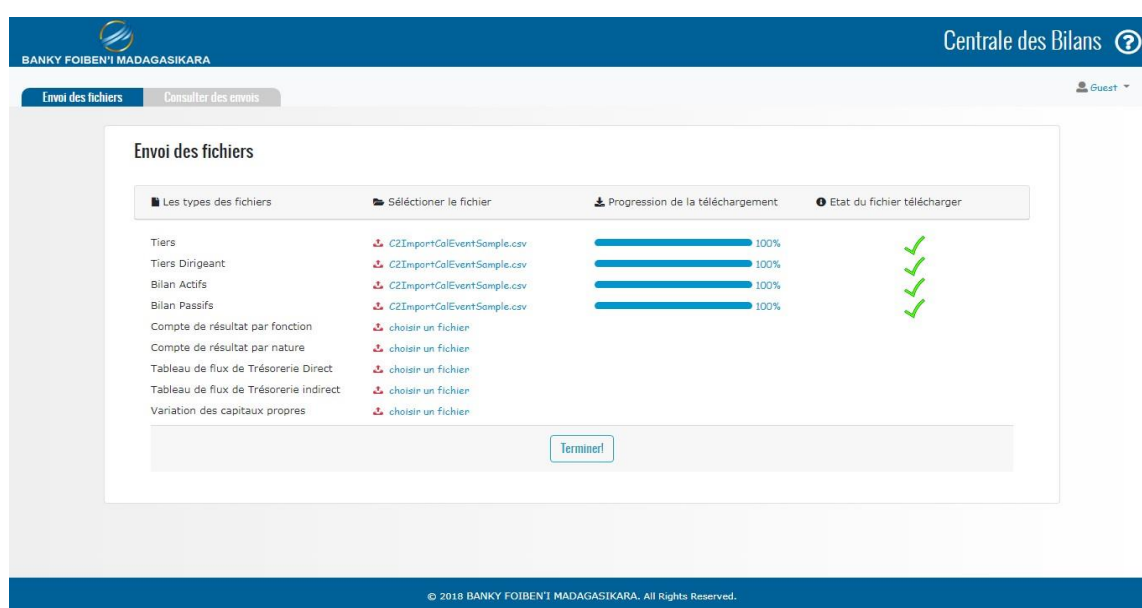 BANKY FOIBEN'I MADAGASIKARA
Centrale des Bilans ?
Envoi des fichiers
Consulter des envois
Guest
Envoi des fichiers
Les types des fichiers Séléctioner le fichier Progression de la téléchargement Etat du fichier télécharger
Tiers C2ImportCalEventSample.csv 100%
Tiers Dirigeant C2ImportCalEventSample.csv 100%
Bilan Actifs C2ImportCalEventSample.csv 100%
Bilan Passifs C2ImportCalEventSample.csv 100%
Compte de résultat par fonction choisir un fichier
Compte de résultat par nature choisir un fichier
Tableau de flux de Trésorerie Direct choisir un fichier
Tableau de flux de Trésorerie indirect choisir un fichier
Variation des capitaux propres choisir un fichier
Terminer!
© 2018 BANKY FOIBEN'I MADAGASIKARA. All Rights Reserved.